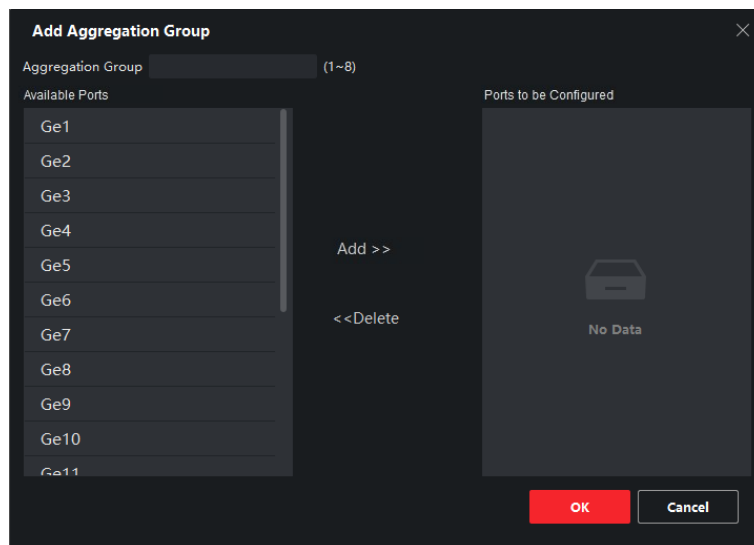 Add Aggregation Group
Aggregation Group (1~8)
Available Ports
Ports to be Configured
Ge1
Ge2
Ge3
Ge4
Ge5
Ge6
Ge7
Ge8
Ge9
Ge10
Ge11
Add >>
<<Delete
No Data
OK
Cancel